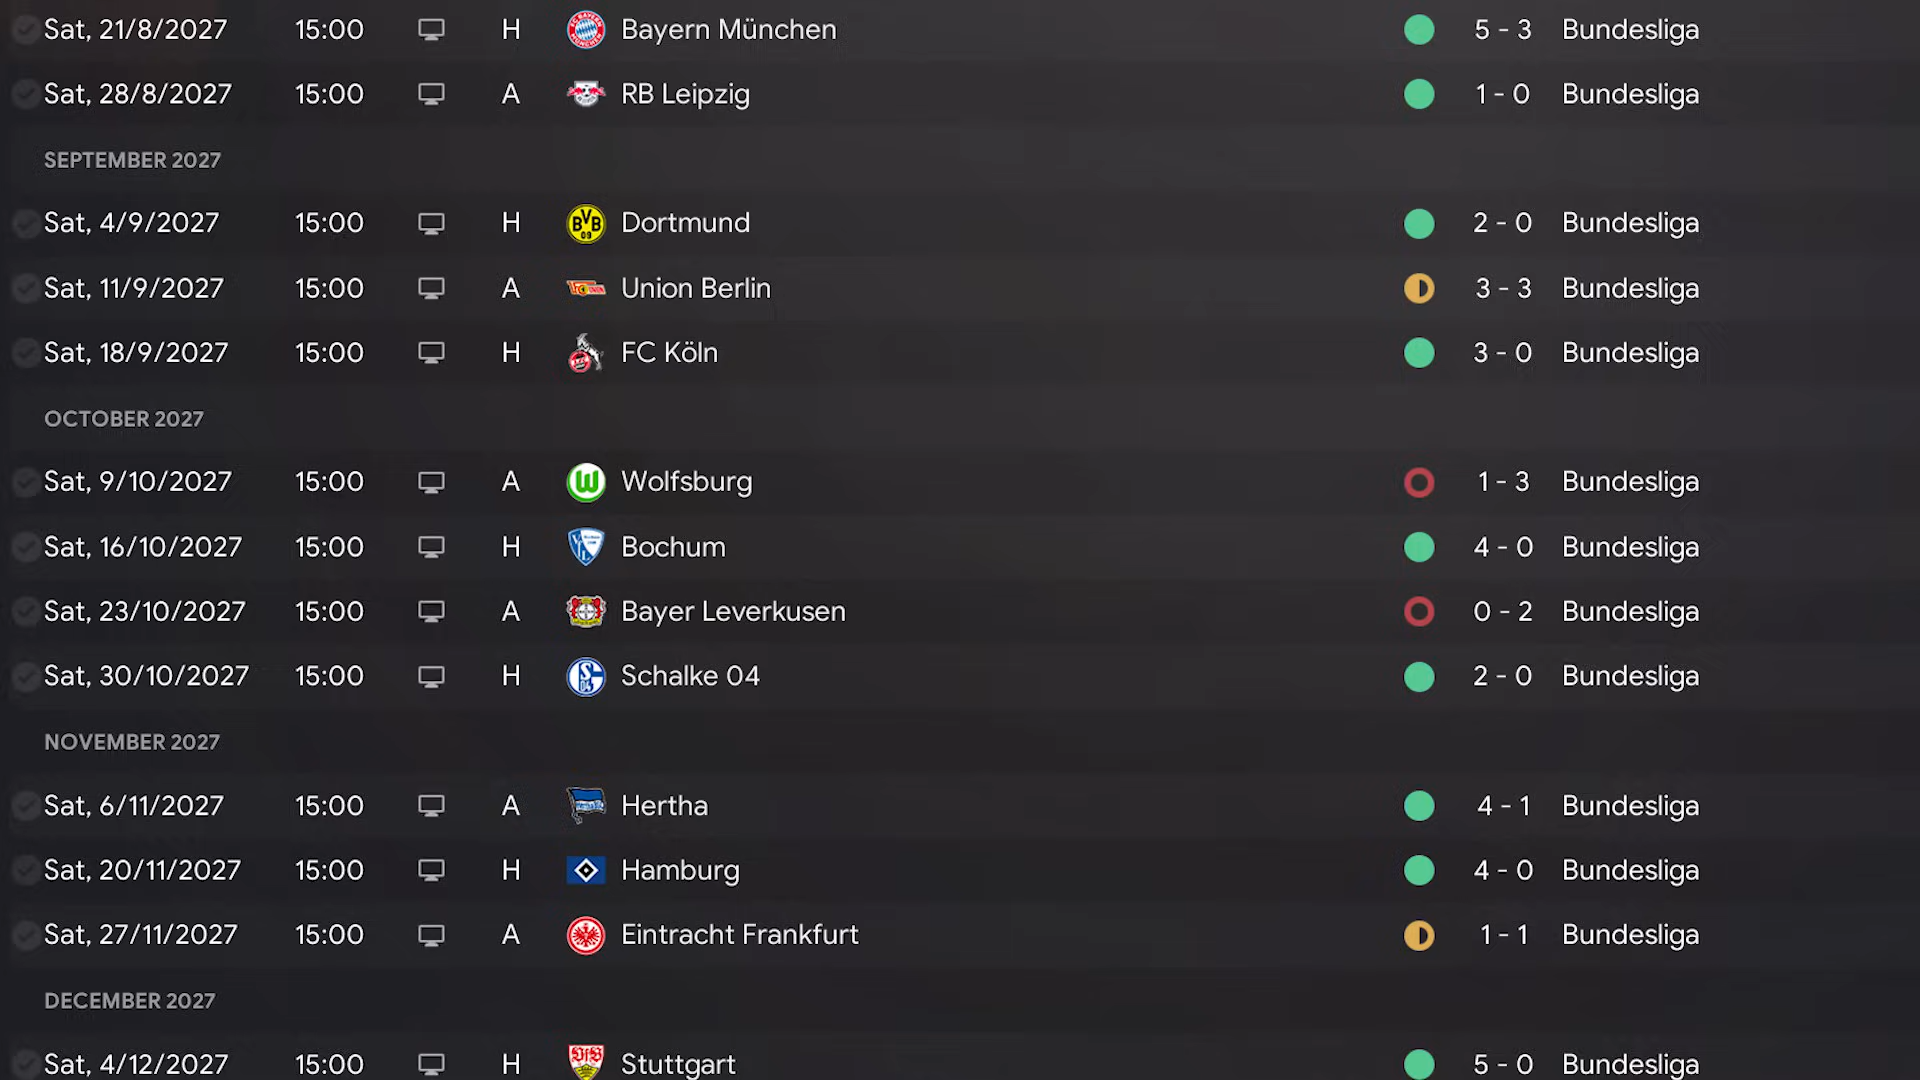 Sat, 21/8/2027 15:00 H Bayern München 5 - 3 Bundesliga
Sat, 28/8/2027 15:00 A RB Leipzig 1 - 0 Bundesliga
SEPTEMBER 2027
Sat, 4/9/2027 15:00 H Dortmund 2 - 0 Bundesliga
Sat, 11/9/2027 15:00 A Union Berlin 3 - 3 Bundesliga
Sat, 18/9/2027 15:00 H FC Köln 3 - 0 Bundesliga
OCTOBER 2027
Sat, 9/10/2027 15:00 A Wolfsburg 1 - 3 Bundesliga
Sat, 16/10/2027 15:00 H Bochum 4 - 0 Bundesliga
Sat, 23/10/2027 15:00 A Bayer Leverkusen 0 - 2 Bundesliga
Sat, 30/10/2027 15:00 H Schalke 04 2 - 0 Bundesliga
NOVEMBER 2027
Sat, 6/11/2027 15:00 A Hertha 4 - 1 Bundesliga
Sat, 20/11/2027 15:00 H Hamburg 4 - 0 Bundesliga
Sat, 27/11/2027 15:00 A Eintracht Frankfurt 1 - 1 Bundesliga
DECEMBER 2027
Sat, 4/12/2027 15:00 H Stuttgart 5 - 0 Bundesliga